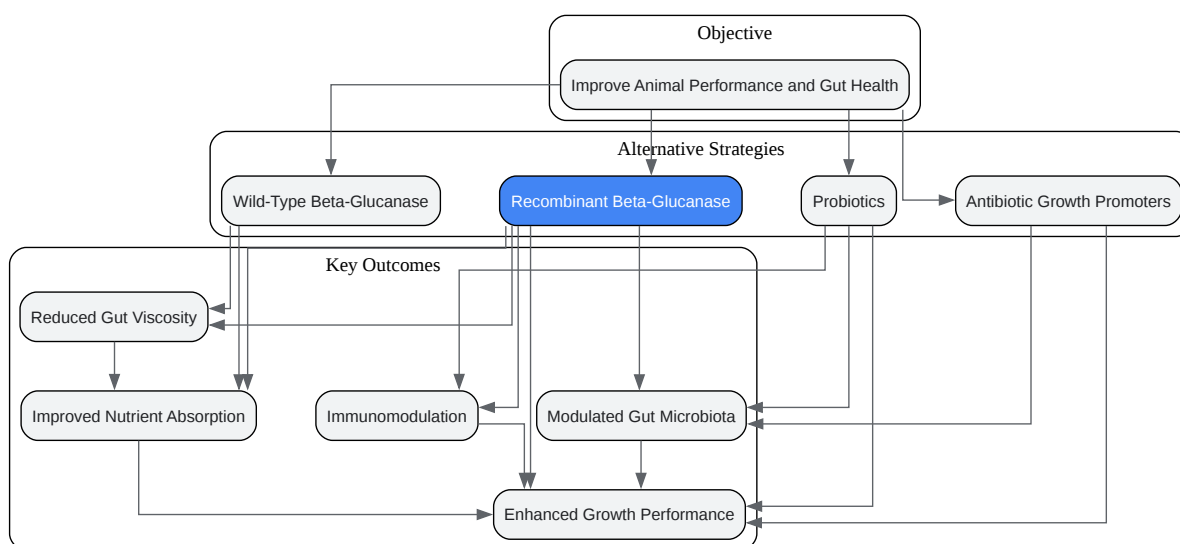 Objective
Improve Animal Performance and Gut Health
Alternative Strategies
Wild-Type Beta-Glucanase
Recombinant Beta-Glucanase
Probiotics
Antibiotic Growth Promoters
Key Outcomes
Reduced Gut Viscosity
Improved Nutrient Absorption
Immunomodulation
Modulated Gut Microbiota
Enhanced Growth Performance